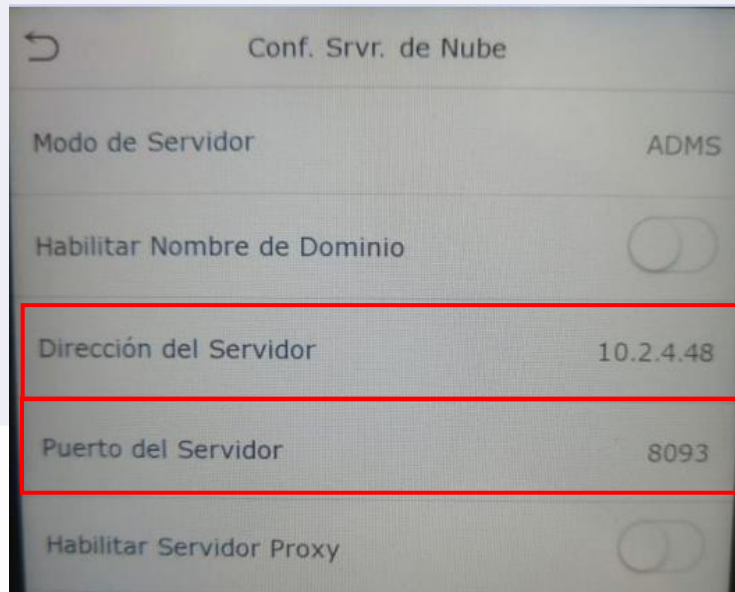 Conf. Srvr. de Nube
Modo de Servidor ADMS
Habilitar Nombre de Dominio
Dirección del Servidor 10.2.4.48
Puerto del Servidor 8093
Habilitar Servidor Proxy